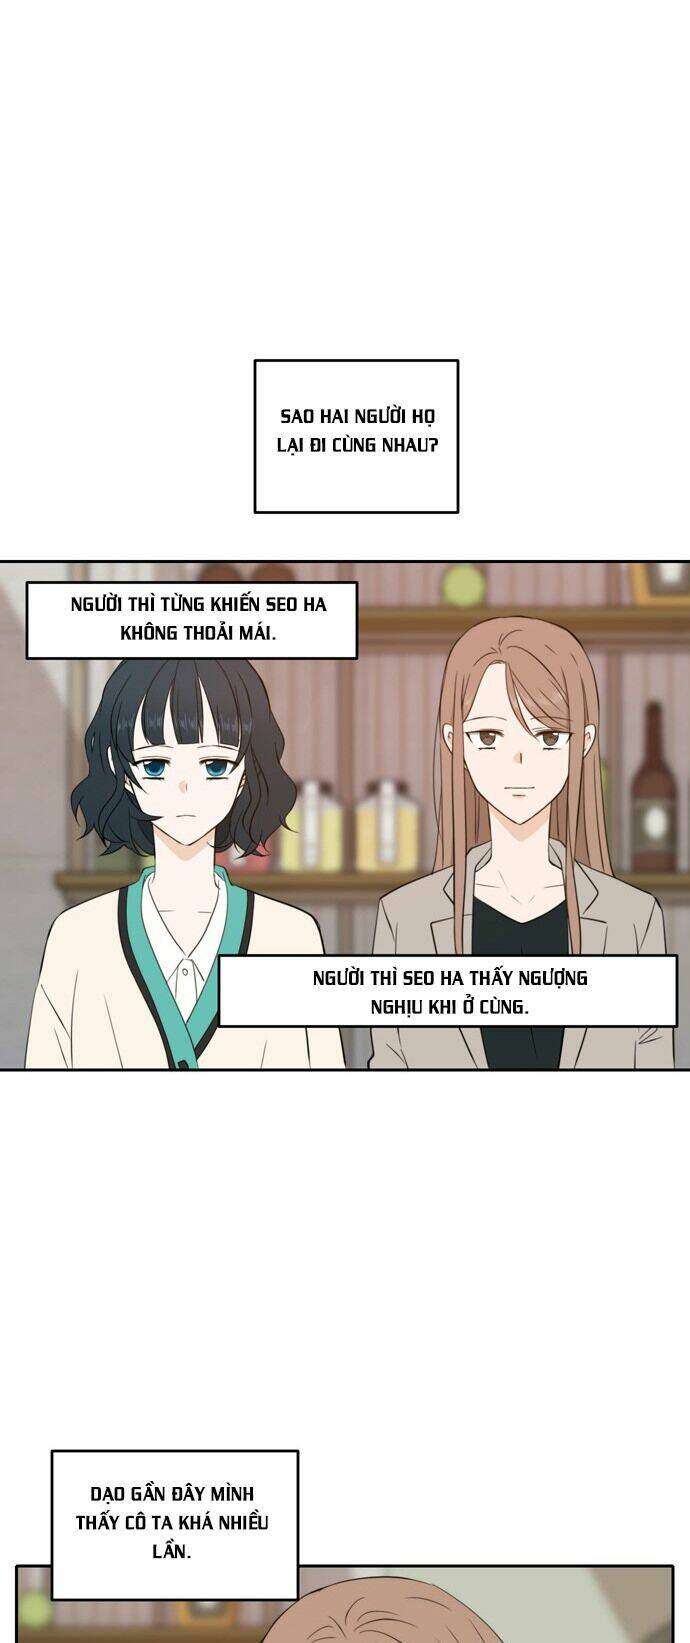 SAO HAI NGƯỜI HỌ
LẠI ĐI CÙNG NHAU?
NGƯỜI THÌ TỪNG KHIẾN SEO HA
KHÔNG THOẢI MÁI.
NGƯỜI THÌ SEO HA THẤY NGƯỢNG
NGHỊU KHI Ở CÙNG.
DẠO GẦN ĐÂY MÌNH
THẤY CÔ TA KHÁ NHIỀU
LẦN.